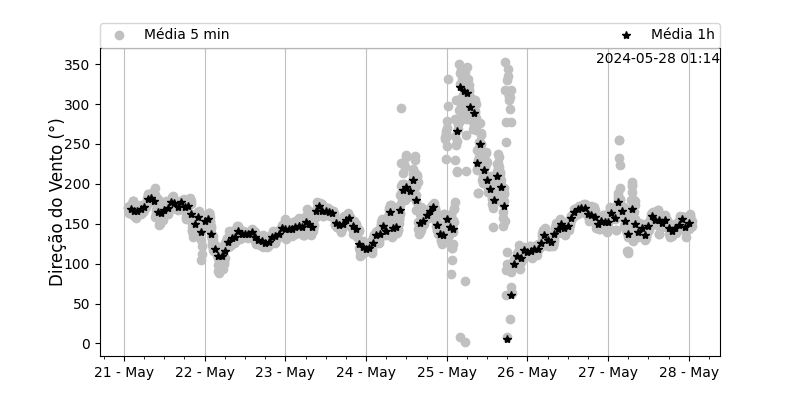 Média 5 min
Média 1h
2024-05-28 01:14
Direção do Vento (°)
350
300
250
200
150
100
50
0
21 - May
22 - May
23 - May
24 - May
25 - May
26 - May
27 - May
28 - May